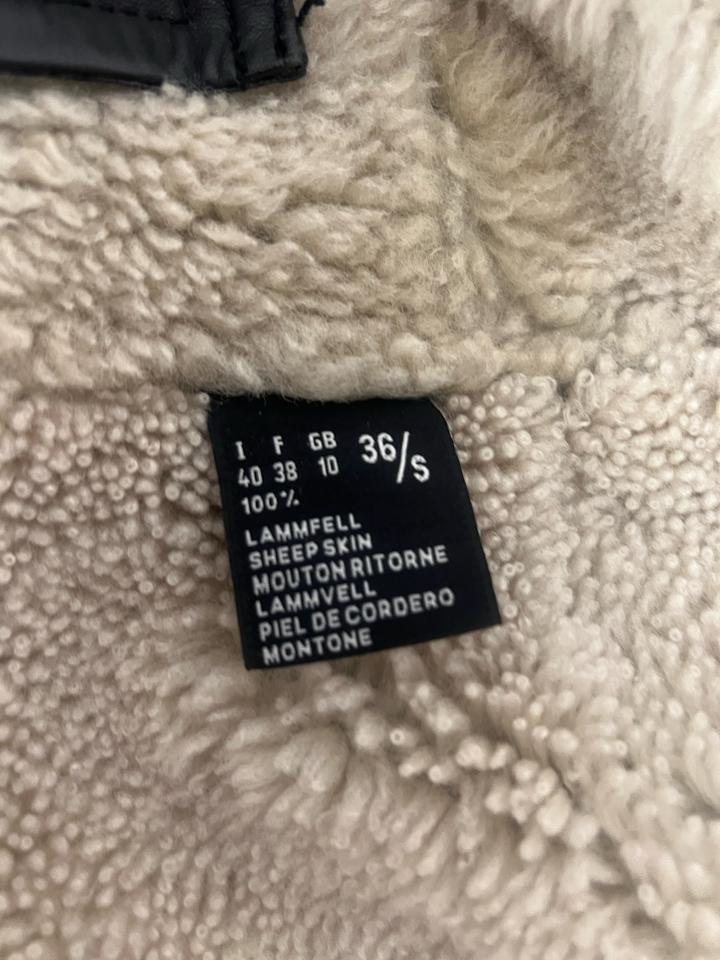 I F GB 36/S
40 38 10
100%
LAMMFELL
SHEEP SKIN
MOUTON RITORNE
LAMMVELL
PIEL DE CORDERO
MONTONE